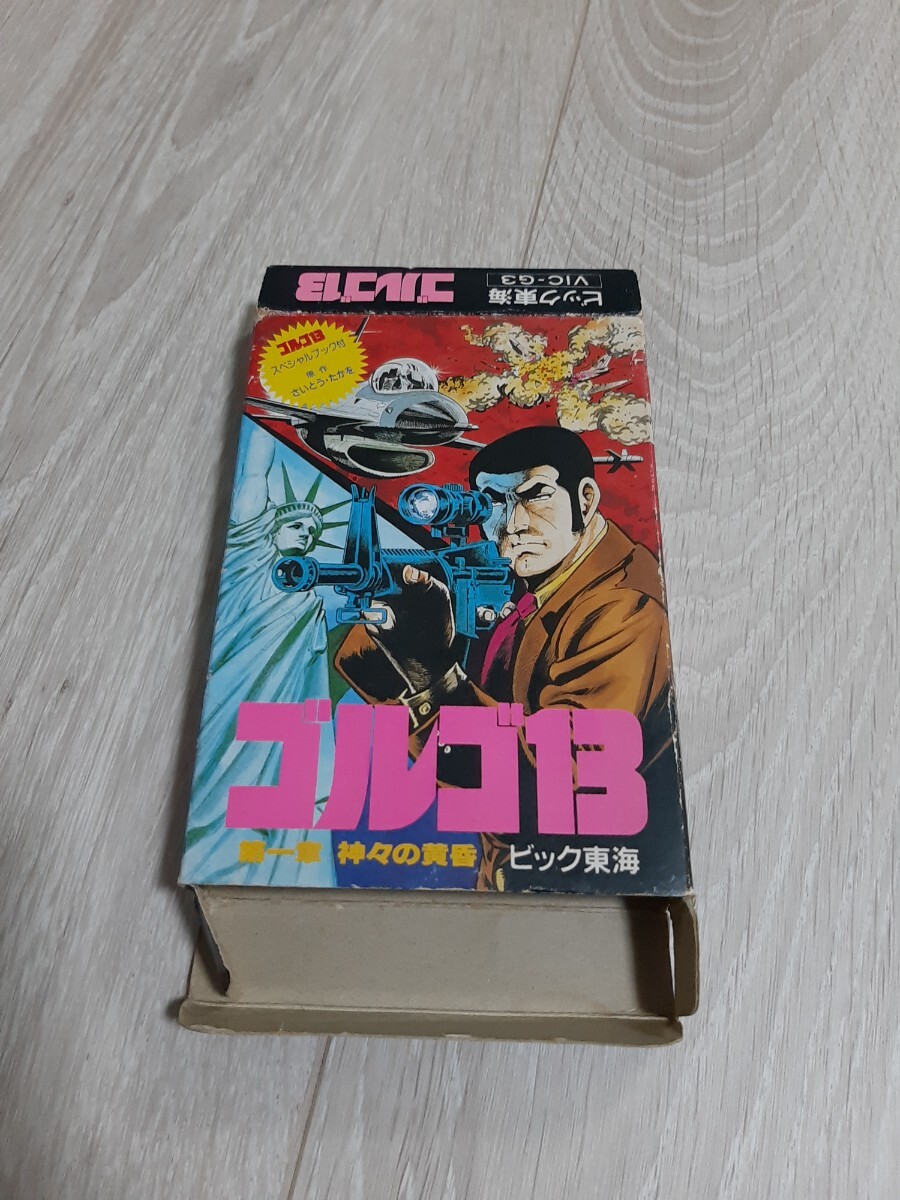 ゴルゴ13
ビック東海
VIC-G3
ゴルゴ13
スペシャルブック付
原作
さいとう・たかを
ゴルゴ13
第一章 神々の黄昏
ビック東海